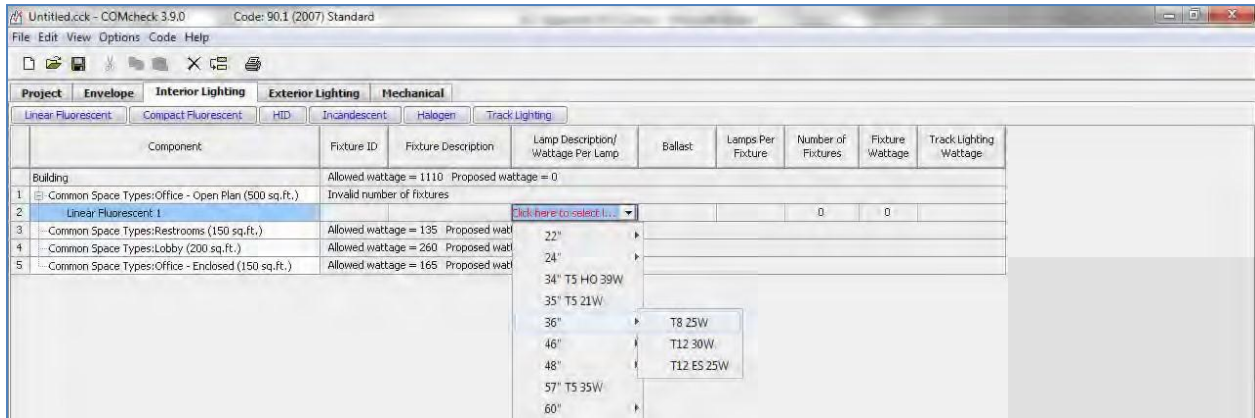 Untitled.cck - COMcheck 3.9.0 Code: 90.1 (2007) Standard
File Edit View Options Code Help
Project Envelope Interior Lighting Exterior Lighting Mechanical
Linear Fluorescent Compact Fluorescent HID Incandescent Halogen Track Lighting
Component Fixture ID Fixture Description Lamp Description/ Wattage Per Lamp Ballast Lamps Per Fixture Number of Fixtures Fixture Wattage Track Lighting Wattage
Building Allowed wattage = 1110 Proposed wattage = 0
1 Common Space Types:Office - Open Plan (500 sq.ft.) Invalid number of fixtures
2 Linear Fluorescent 1 Click here to select l... 0 0
3 Common Space Types:Restrooms (150 sq.ft.) Allowed wattage = 135 Proposed wat
4 Common Space Types:Lobby (200 sq.ft.) Allowed wattage = 260 Proposed wat
5 Common Space Types:Office - Enclosed (150 sq.ft.) Allowed wattage = 165 Proposed wat
22"
24"
34" T5 HO 39W
35" T5 21W
36" T8 25W
46" T12 30W
48" T12 ES 25W
57" T5 35W
60"